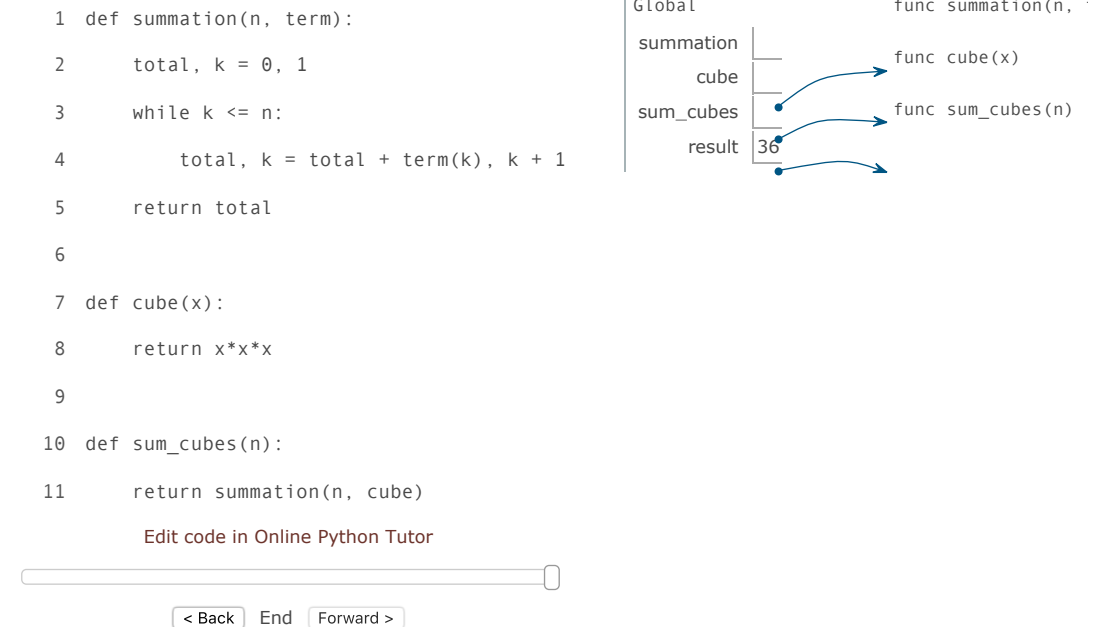 1 def summation(n, term):
2 total, k = 0, 1
3 while k <= n:
4 total, k = total + term(k), k + 1
5 return total
6
7 def cube(x):
8 return x*x*x
9
10 def sum_cubes(n):
11 return summation(n, cube)
Edit code in Online Python Tutor
< Back End Forward >
Global
summation
cube
sum_cubes
result 36
func summation(n,
func cube(x)
func sum_cubes(n)